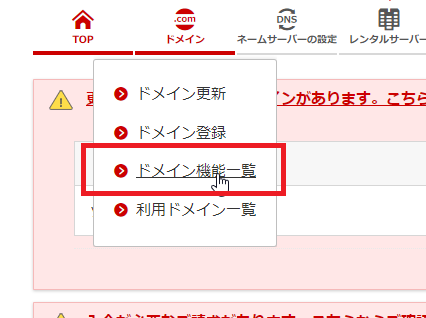 .com
DNS
TOP
ドメイン
ネームサーバーの設定
レンタルサーバー
インがあります。こちら
ドメイン更新
ドメイン登録
ドメイン機能一覧
利用ドメイン一覧